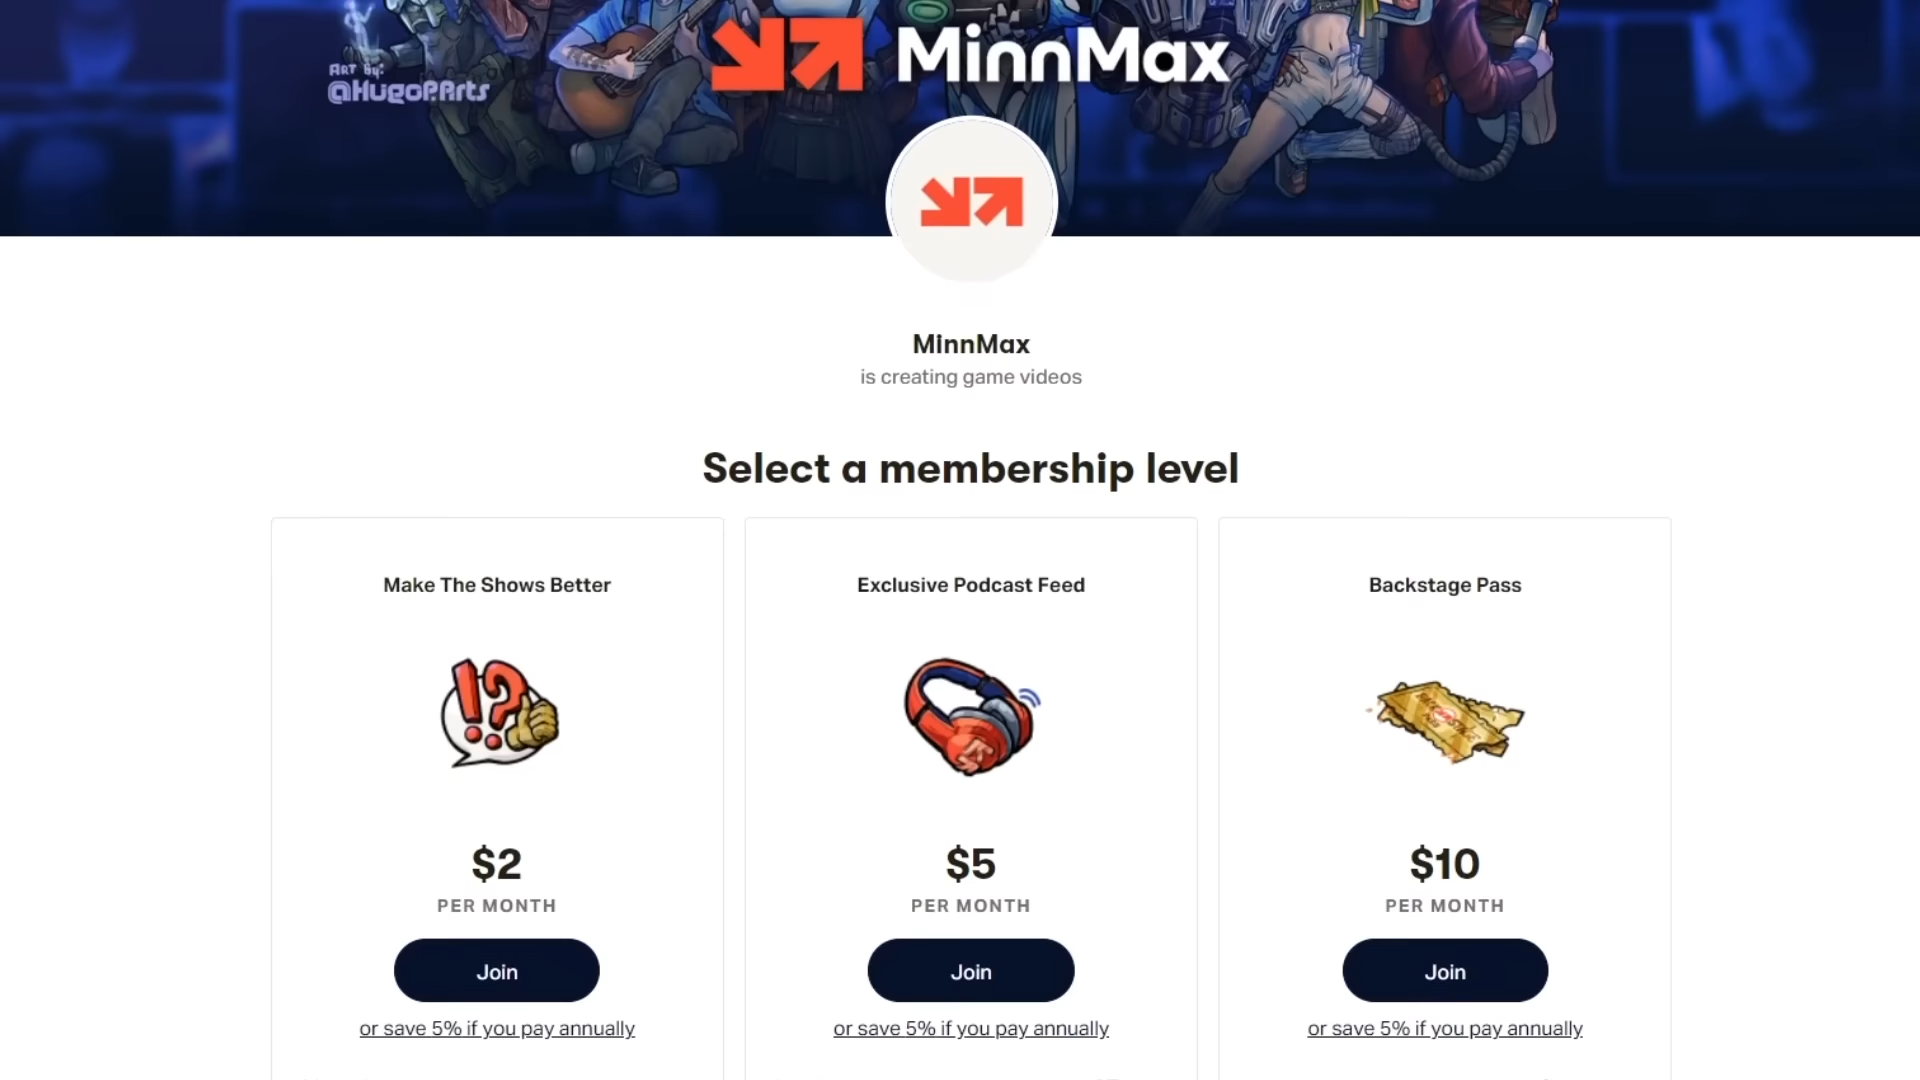 ART By:
@HugoPArts
MinnMax
MinnMax
is creating game videos
Select a membership level
Make The Shows Better
Exclusive Podcast Feed
Backstage Pass
$2
PER MONTH
Join
or save 5% if you pay annually
$5
PER MONTH
Join
or save 5% if you pay annually
$10
PER MONTH
Join
or save 5% if you pay annually